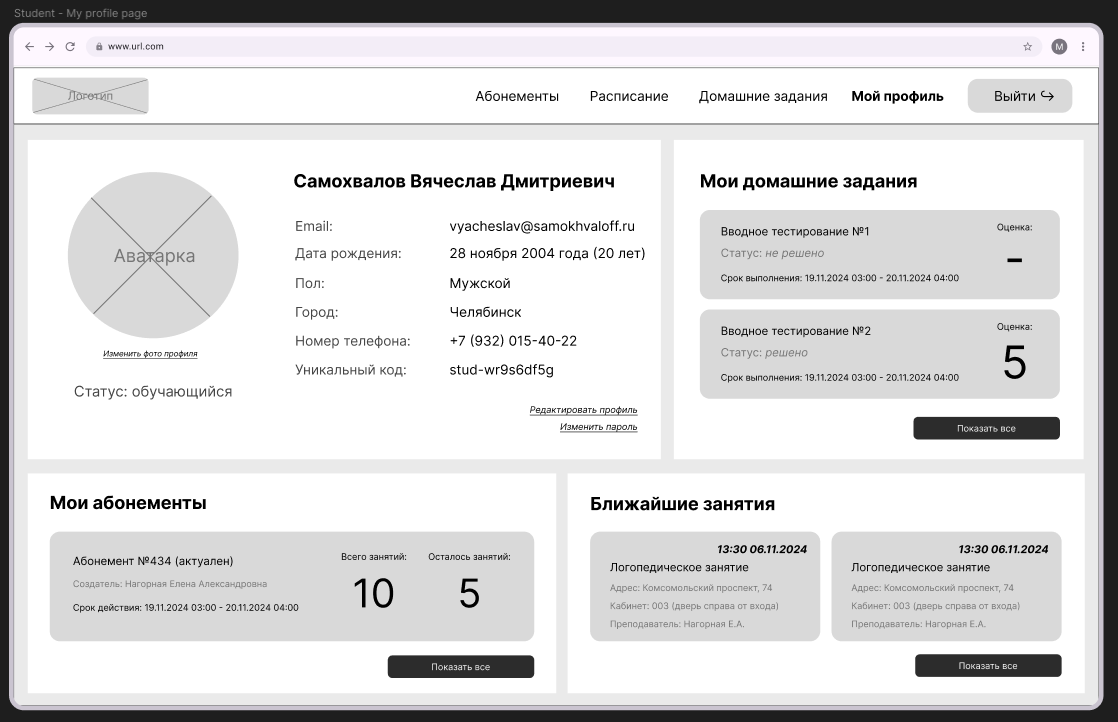 Student - My profile page
www.url.com
M
Логотип
Абонементы
Расписание
Домашние задания
Мой профиль
Выйти
Аватарка
Изменить фото профиля
Статус: обучающийся
Самохвалов Вячеслав Дмитриевич
Email: vyacheslav@samokhvaloff.ru
Дата рождения: 28 ноября 2004 года (20 лет)
Пол: Мужской
Город: Челябинск
Номер телефона: +7 (932) 015-40-22
Уникальный код: stud-wr9s6df5g
Редактировать профиль
Изменить пароль
Мои домашние задания
Вводное тестирование №1
Статус: не решено
Срок выполнения: 19.11.2024 03:00 - 20.11.2024 04:00
Оценка:
-
Вводное тестирование №2
Статус: решено
Срок выполнения: 19.11.2024 03:00 - 20.11.2024 04:00
Оценка:
5
Показать все
Мои абонементы
Абонемент №434 (актуален)
Создатель: Нагорная Елена Александровна
Срок действия: 19.11.2024 03:00 - 20.11.2024 04:00
Всего занятий:
10
Осталось занятий:
5
Показать все
Ближайшие занятия
13:30 06.11.2024
Логопедическое занятие
Адрес: Комсомольский проспект, 74
Кабинет: 003 (дверь справа от входа)
Преподаватель: Нагорная Е.А.
13:30 06.11.2024
Логопедическое занятие
Адрес: Комсомольский проспект, 74
Кабинет: 003 (дверь справа от входа)
Преподаватель: Нагорная Е.А.
Показать все